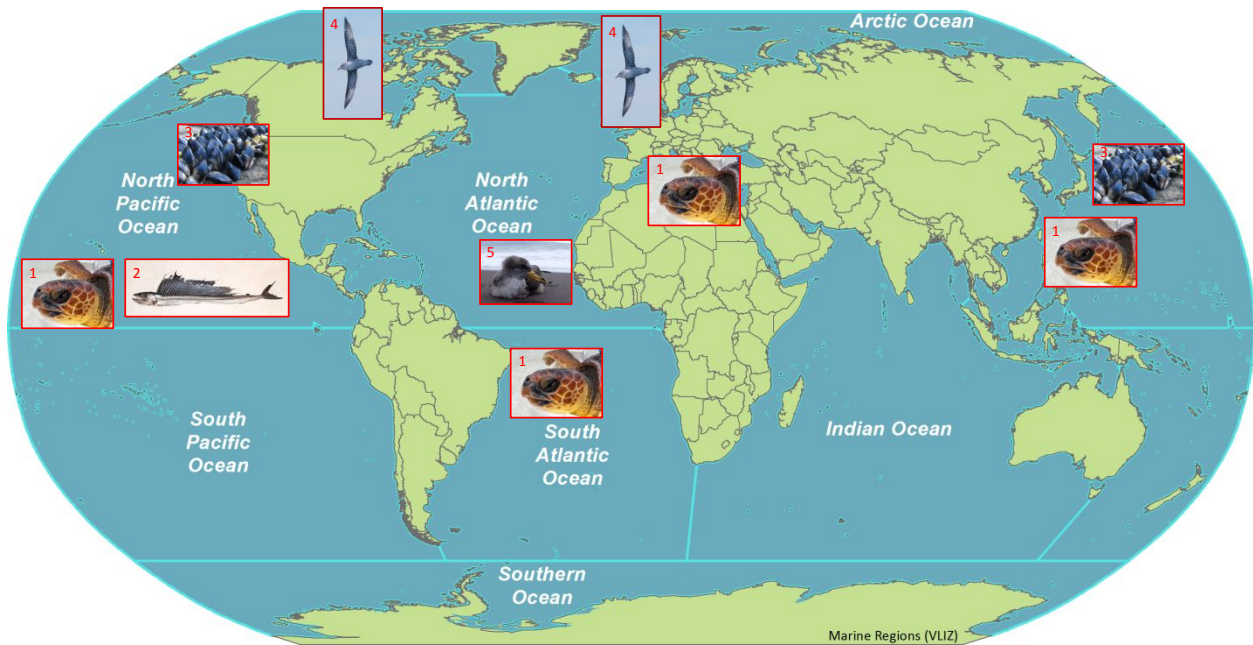 Arctic Ocean
4
4
3
3
1
North
Pacific
Ocean
North
Atlantic
Ocean
1
5
1
2
1
South
Pacific
Ocean
South
Atlantic
Ocean
Indian Ocean
Southern
Ocean
Marine Regions (VLIZ)